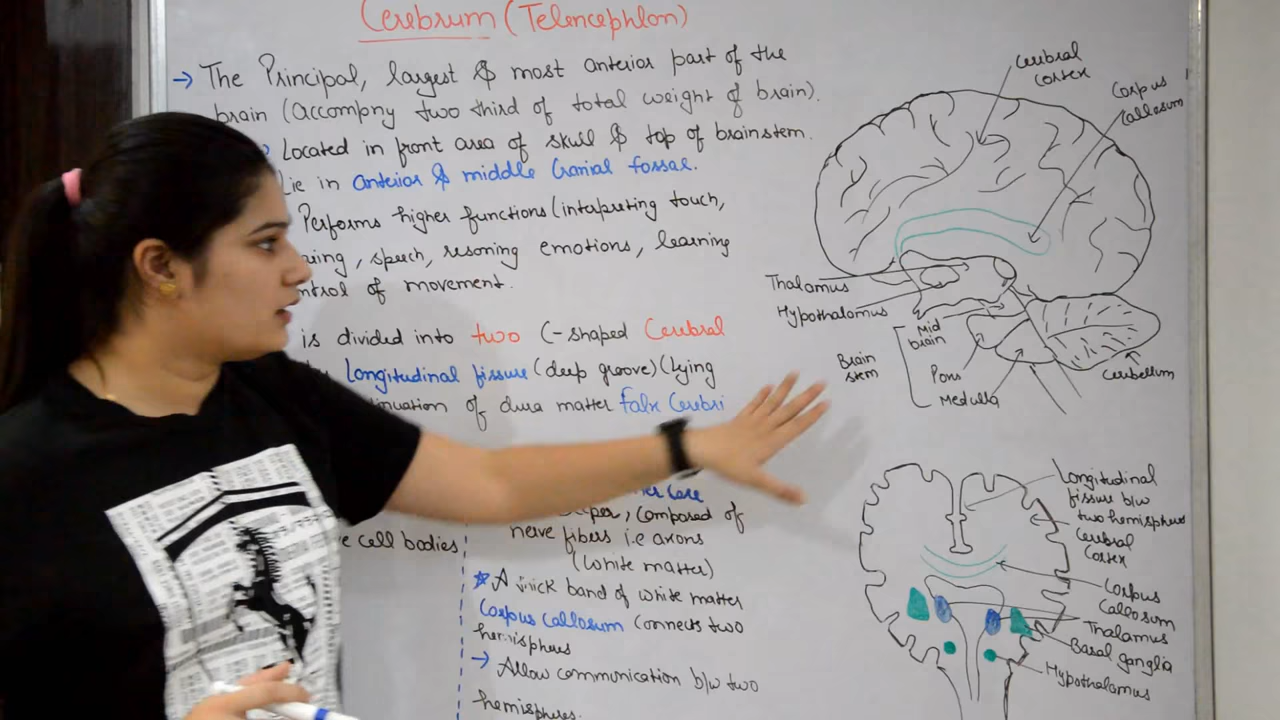 Cerebrum (Telencephlon)
→ The Principal, largest & most anterior part of the
brain (accompny two third of total weight of brain).
Located in front area of skull & top of brainstem.
Lie in anterior & middle Cranial fossae.
Performs higher functions (interpreting touch,
, speech, resoning emotions, learning
of movement.
is divided into two C-shaped Cerebral
Longitudinal fissure (deep groove) (lying
of dura matter falx Cerebri
Core
, Composed of
nerve fibers i.e axons
(white matter)
cell bodies
A thick band of white matter
Corpus callosum connects two
hemispheres
→ Allow communication b/w two
hemispheres.
Cerebral
Cortex
Corpus
Callosum
Thalamus
Hypothalamus
Mid
brain
Brain
stem
Pons
Medulla
Cerebellum
Longitudinal
fissure b/w
two hemisphere
Cerebral
Cortex
Corpus
Callosum
Thalamus
Basal ganglia
Hypothalamus